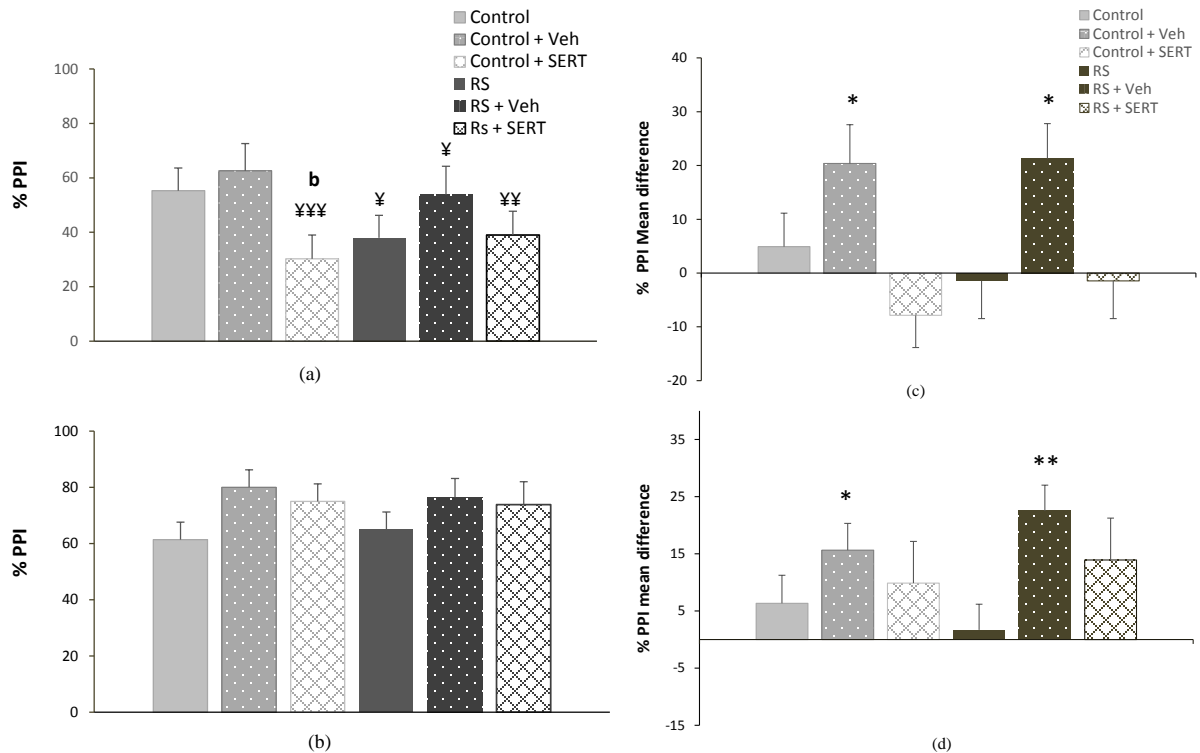 Control
Control + Veh
Control + SERT
RS
RS + Veh
Rs + SERT
100
80
60
40
20
0
% PPI
b
¥¥¥
¥
¥
¥¥
(a)
Control
Control + Veh
Control + SERT
RS
RS + Veh
RS + SERT
40
30
20
10
0
-10
-20
% PPI Mean difference
*
*
(c)
100
80
60
40
20
0
% PPI
(b)
35
25
15
5
-5
-15
% PPI mean difference
*
**
(d)